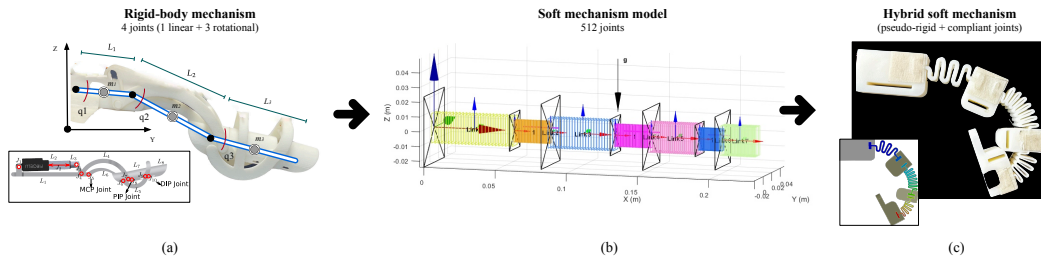 Rigid-body mechanism
4 joints (1 linear + 3 rotational)
Z
L1
L2
L3
m1
m2
m3
q1
q2
q3
Y
MCP Joint
PIP Joint
DIP Joint
(a)
Soft mechanism model
512 joints
g
0.04
0.03
0.02
0.01
0
-0.01
-0.02
Z (m)
Link7
0
0.05
0.1
0.15
0.2
X (m)
0.04
0.02
0
-0.02
Y (m)
(b)
Hybrid soft mechanism
(pseudo-rigid + compliant joints)
(c)